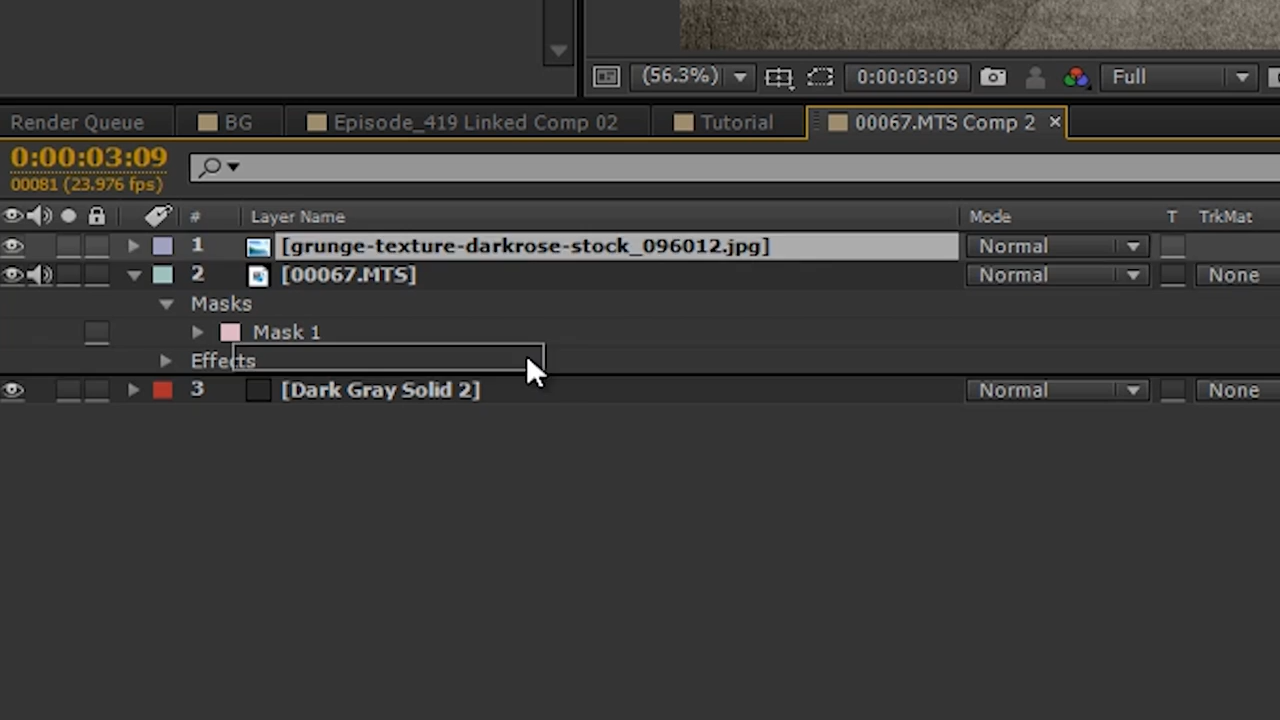 (56.3%) 0:00:03:09 Full
Render Queue BG Episode_419 Linked Comp 02 Tutorial 00067.MTS Comp 2 ×
0:00:03:09
00081 (23.976 fps)
# Layer Name Mode T TrkMat
1 [grunge-texture-darkrose-stock_096012.jpg] Normal
2 [00067.MTS] Normal None
Masks
Mask 1
Effects
3 [Dark Gray Solid 2] Normal None